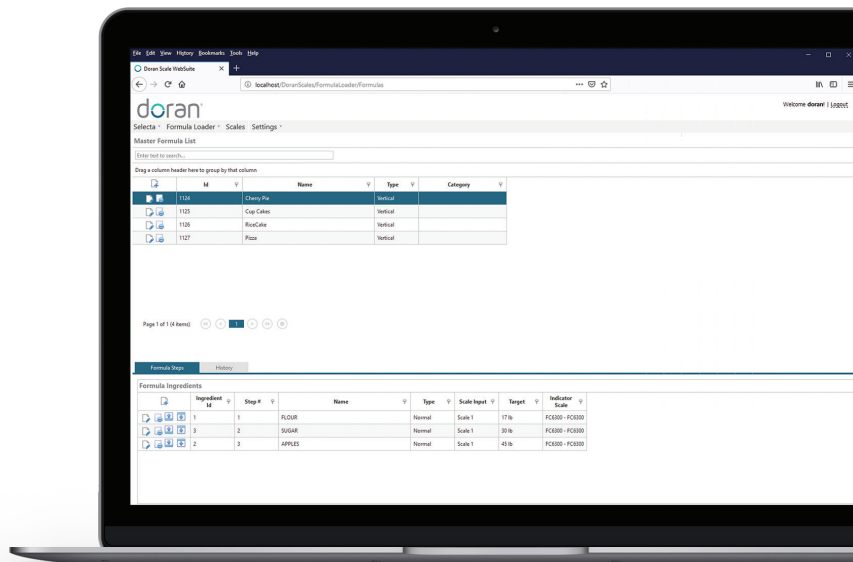 File Edit View History Bookmarks Tools Help
Doran Scale WebSuite × +
localhost/DoranScales/FormulaLoader/Formulas
doran
Welcome doran! | Logout
Selecta Formula Loader Scales Settings
Master Formula List
Enter text to search...
Drag a column header here to group by that column
Id Name Type Category
1124 Cherry Pie Vertical
1125 Cup Cakes Vertical
1126 RiceCake Vertical
1127 Pizza Vertical
Page 1 of 1 (4 items) 1
Formula Steps History
Formula Ingredients
Ingredient Id Step # Name Type Scale Input Target Indicator Scale
1 1 FLOUR Normal Scale 1 17 lb FC6300 - FC6300
3 2 SUGAR Normal Scale 1 30 lb FC6300 - FC6300
2 3 APPLES Normal Scale 1 45 lb FC6300 - FC6300